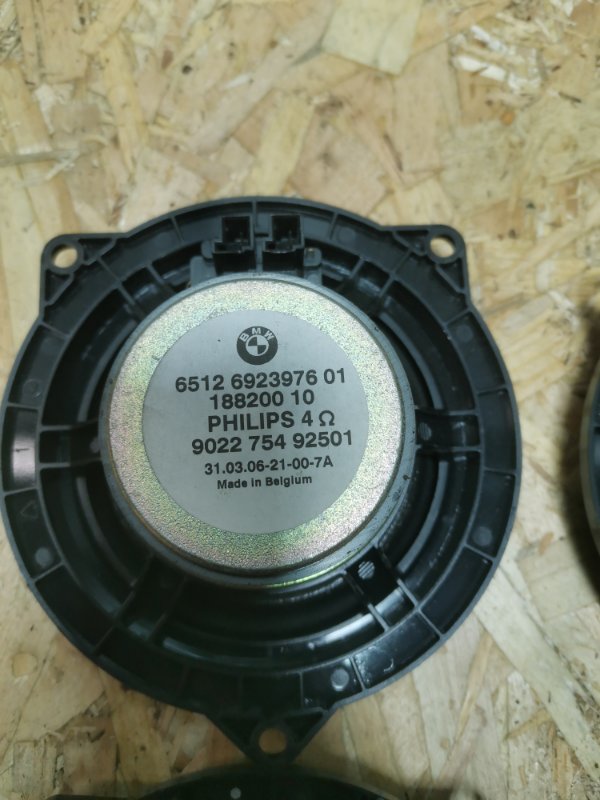 BMW
6512 6923976 01
188200 10
PHILIPS 4 Ω
9022 754 92501
31.03.06-21-00-7A
Made in Belgium